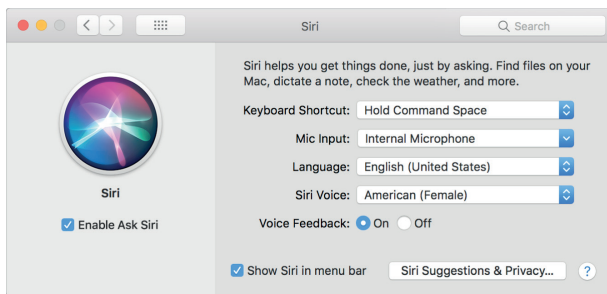 Siri
Search
Siri helps you get things done, just by asking. Find files on your
Mac, dictate a note, check the weather, and more.
Keyboard Shortcut: Hold Command Space
Mic Input: Internal Microphone
Language: English (United States)
Siri Voice: American (Female)
Voice Feedback: On Off
Siri
Enable Ask Siri
Show Siri in menu bar Siri Suggestions & Privacy... ?